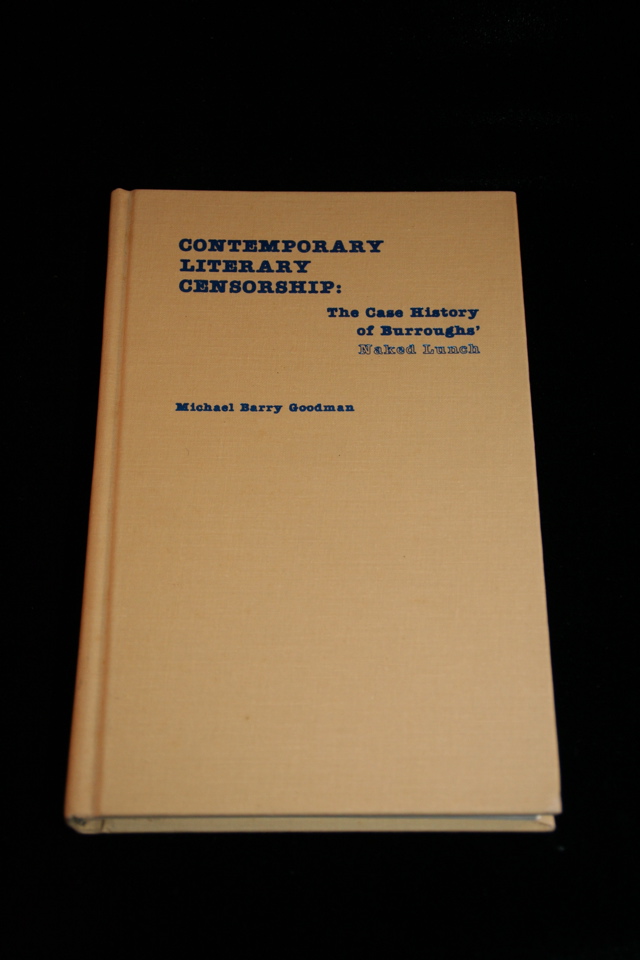 CONTEMPORARY
LITERARY
CENSORSHIP:
The Case History
of Burroughs'
Naked Lunch
Michael Barry Goodman